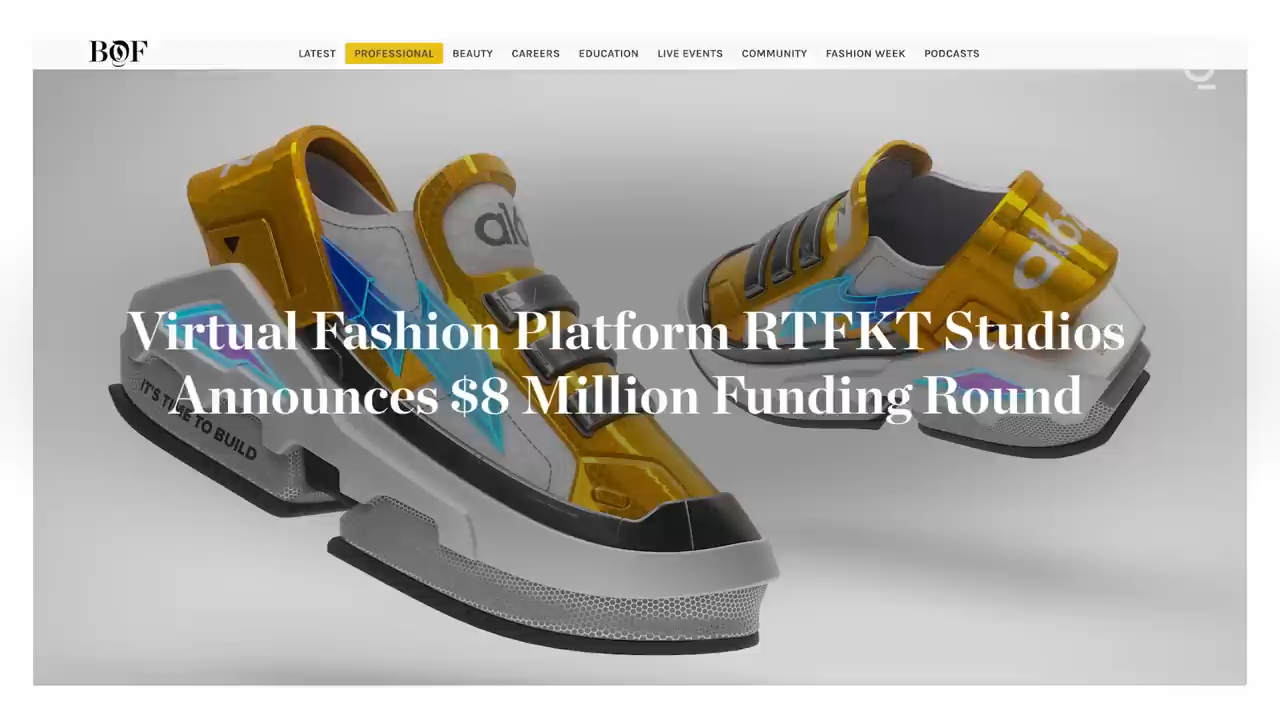 BOF
LATEST PROFESSIONAL BEAUTY CAREERS EDUCATION LIVE EVENTS COMMUNITY FASHION WEEK PODCASTS
Virtual Fashion Platform RTFKT Studios
Announces $8 Million Funding Round
IT'S TIME TO BUILD